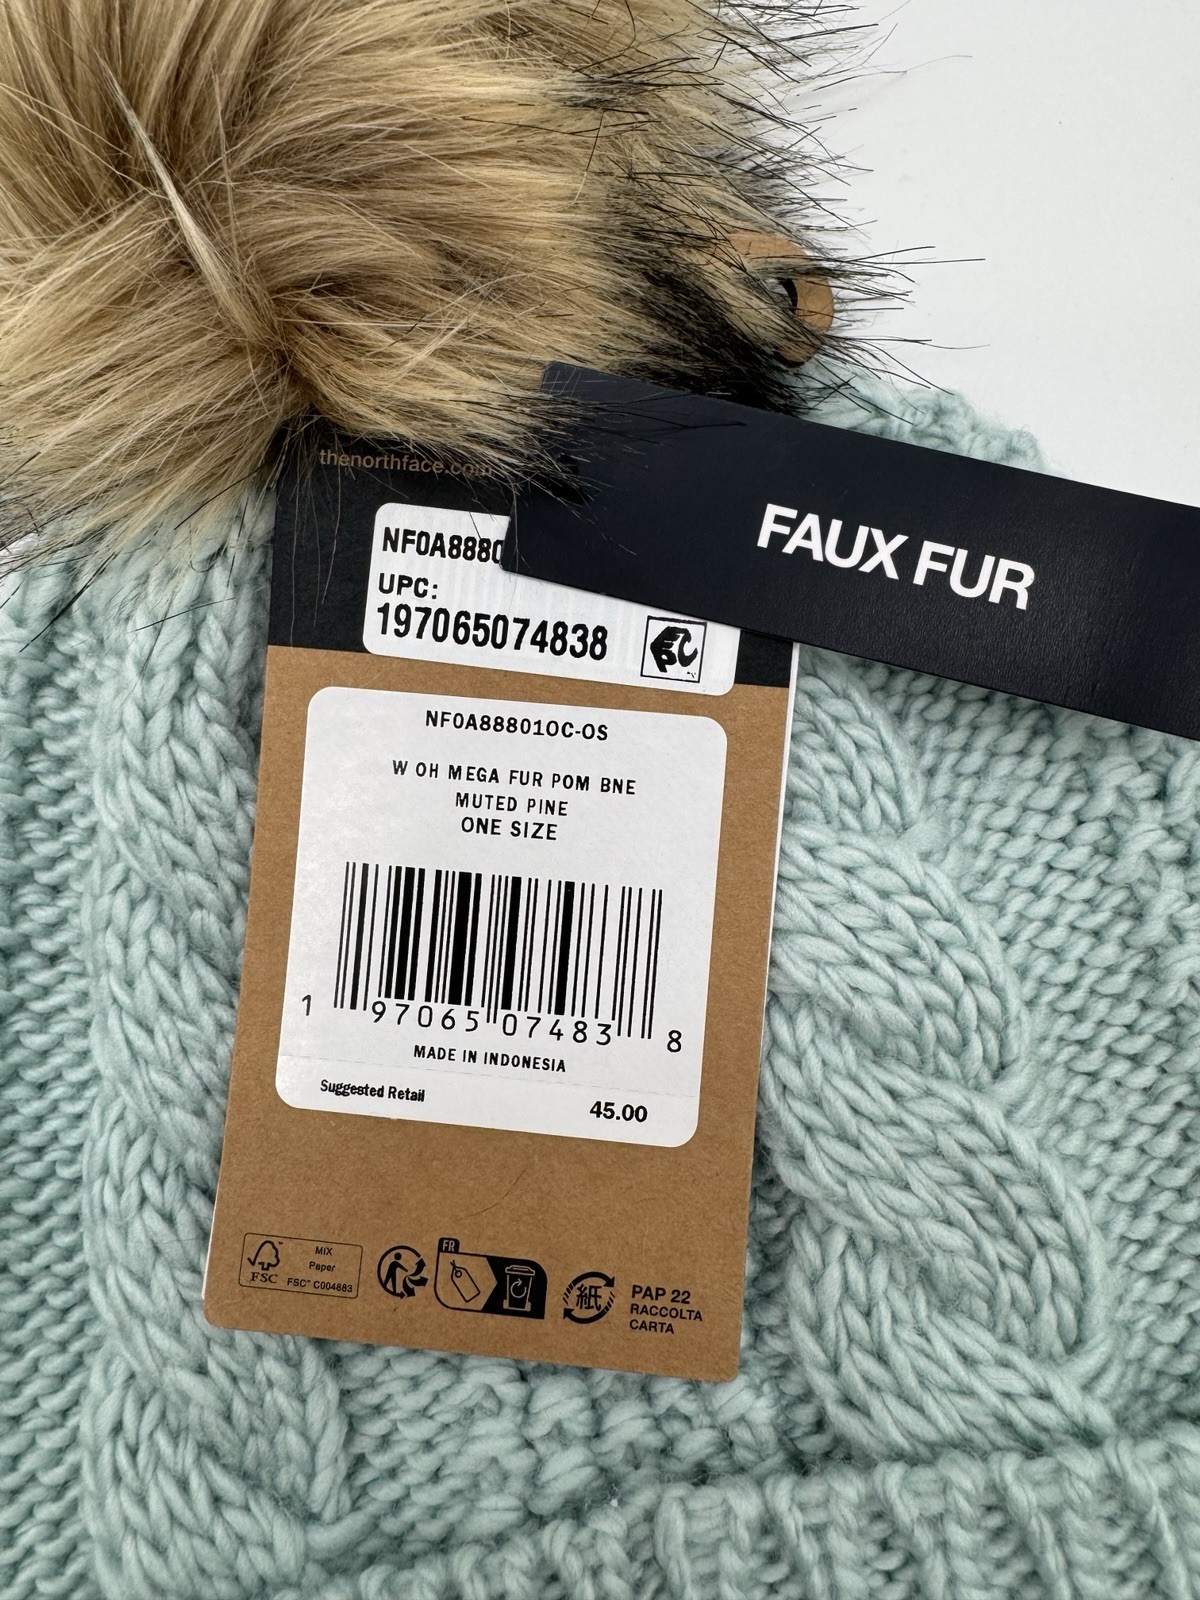 thenorthface.com
FAUX FUR
NF0A8880
UPC:
197065074838
NF0A88801OC-OS
W OH MEGA FUR POM BNE
MUTED PINE
ONE SIZE
1 97065 07483 8
MADE IN INDONESIA
Suggested Retail
45.00
FSC
MIX
Paper
FSC™ C004883
FR
紙
PAP 22
RACCOLTA
CARTA